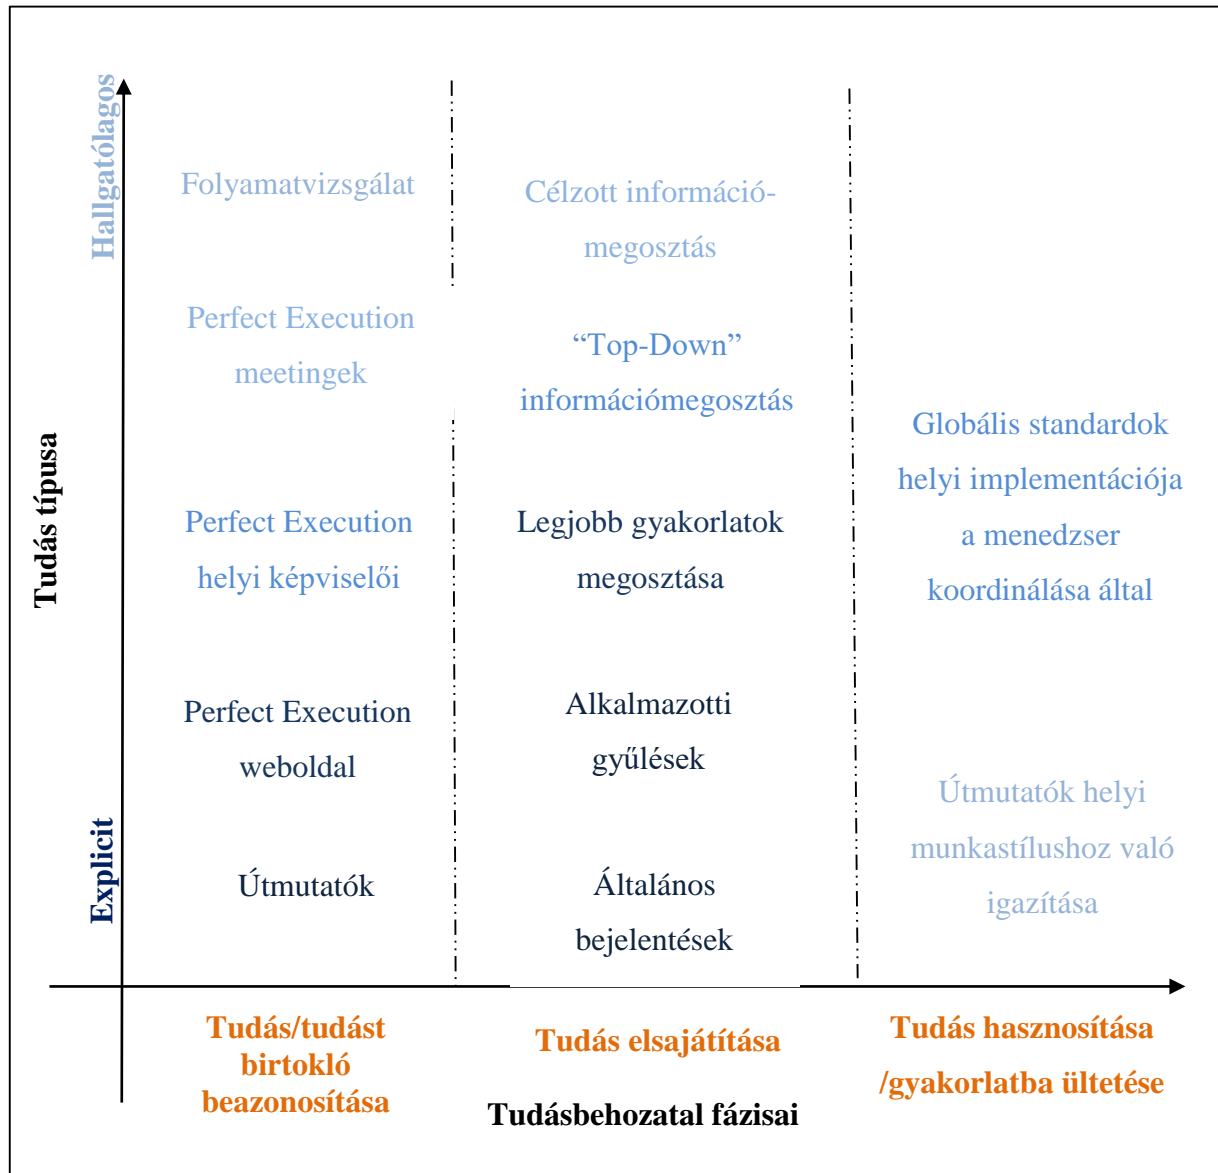 Hallgatólagos
Tudás típusa
Explicit
Folyamatvizsgálat
Perfect Execution
meetingek
Perfect Execution
helyi képviselői
Perfect Execution
weboldal
Útmutatók
Célzott információ-
megosztás
“Top-Down”
információmegosztás
Legjobb gyakorlatok
megosztása
Alkalmazotti
gyűlések
Általános
bejelentések
Globális standardok
helyi implementációja
a menedzser
koordinálása által
Útmutatók helyi
munkastílushoz való
igazítása
Tudás/tudást
birtokló
beazonosítása
Tudás elsajátítása
Tudás hasznosítása
/gyakorlatba ültetése
Tudásbehozatal fázisai